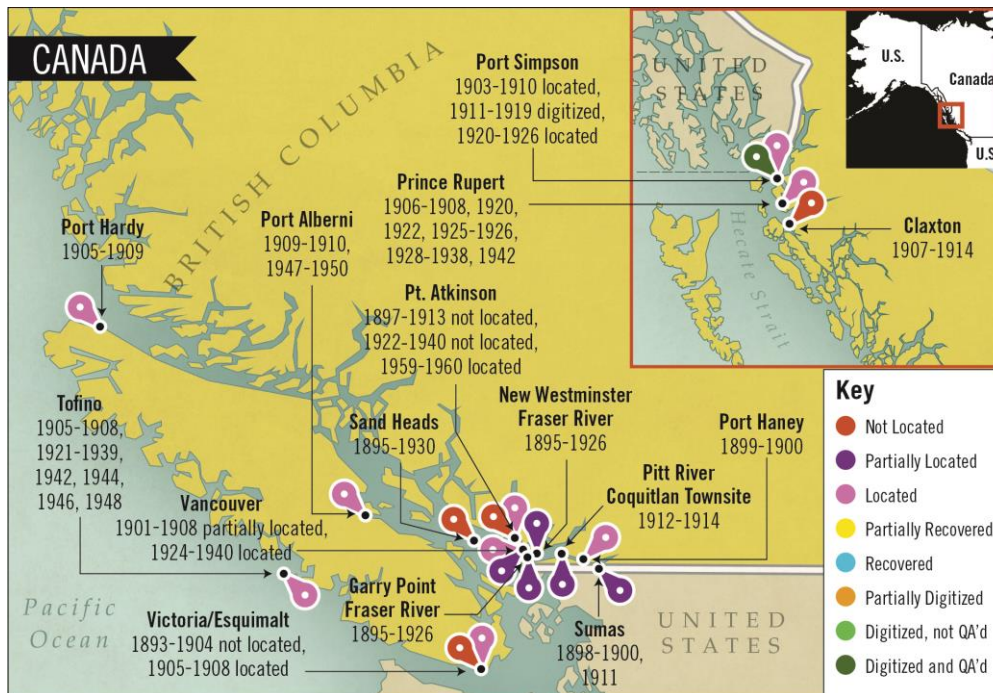 CANADA
BRITISH COLUMBIA
Port Simpson
1903-1910 located,
1911-1919 digitized,
1920-1926 located
UNITED
STATES
U.S.
Canada
U.S
Prince Rupert
1906-1908, 1920,
1922, 1925-1926,
1928-1938, 1942
Claxton
1907-1914
Hecate Strait
Port Hardy
1905-1909
Port Alberni
1909-1910,
1947-1950
Pt. Atkinson
1897-1913 not located,
1922-1940 not located,
1959-1960 located
Tofino
1905-1908,
1921-1939,
1942, 1944,
1946, 1948
Sand Heads
1895-1930
New Westminster
Fraser River
1895-1926
Port Haney
1899-1900
Pitt River
Coquitlan Townsite
1912-1914
Vancouver
1901-1908 partially located,
1924-1940 located
Garry Point
Fraser River
1895-1926
Victoria/Esquimalt
1893-1904 not located,
1905-1908 located
Sumas
1898-1900,
1911
Pacific
Ocean
UNITED
STATES
Key
Not Located
Partially Located
Located
Partially Recovered
Recovered
Partially Digitized
Digitized, not QA'd
Digitized and QA'd